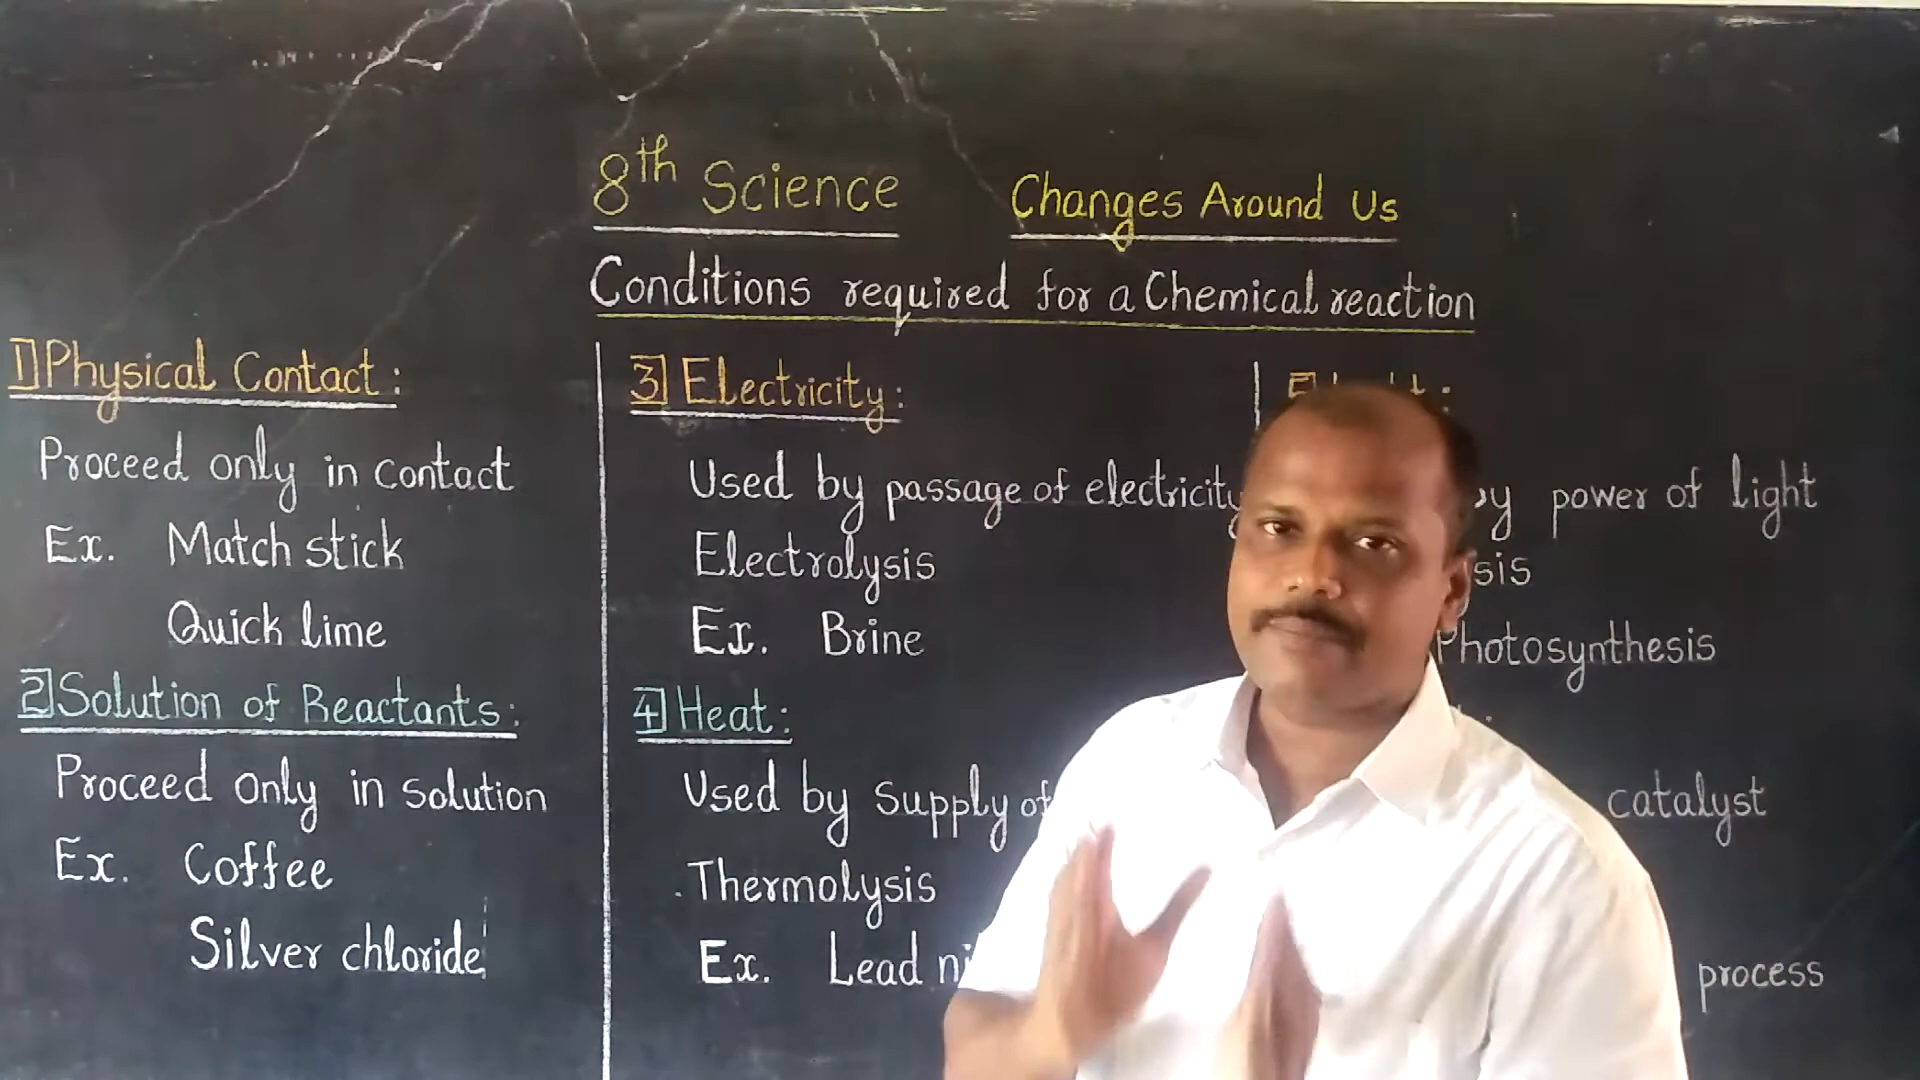 8th Science
Changes Around Us
Conditions required for a Chemical reaction
1] Physical Contact :
Proceed only in contact
Ex. Match stick
Quick lime
2] Solution of Reactants :
Proceed only in solution
Ex. Coffee
Silver chloride
3] Electricity :
Used by passage of electricity
Electrolysis
Ex. Brine
4] Heat :
Used by supply of
Thermolysis
Ex. Lead
power of light
Photosynthesis
catalyst
process